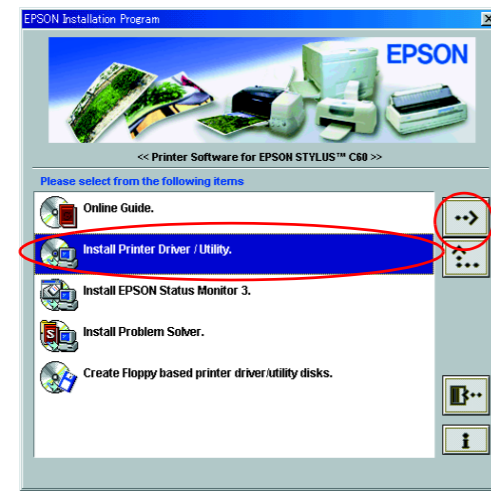 EPSON Installation Program
EPSON
<< Printer Software for EPSON STYLUS™ C60 >>
Please select from the following items
Online Guide.
Install Printer Driver / Utility.
Install EPSON Status Monitor 3.
Install Problem Solver.
Create Floppy based printer driver/utility disks.